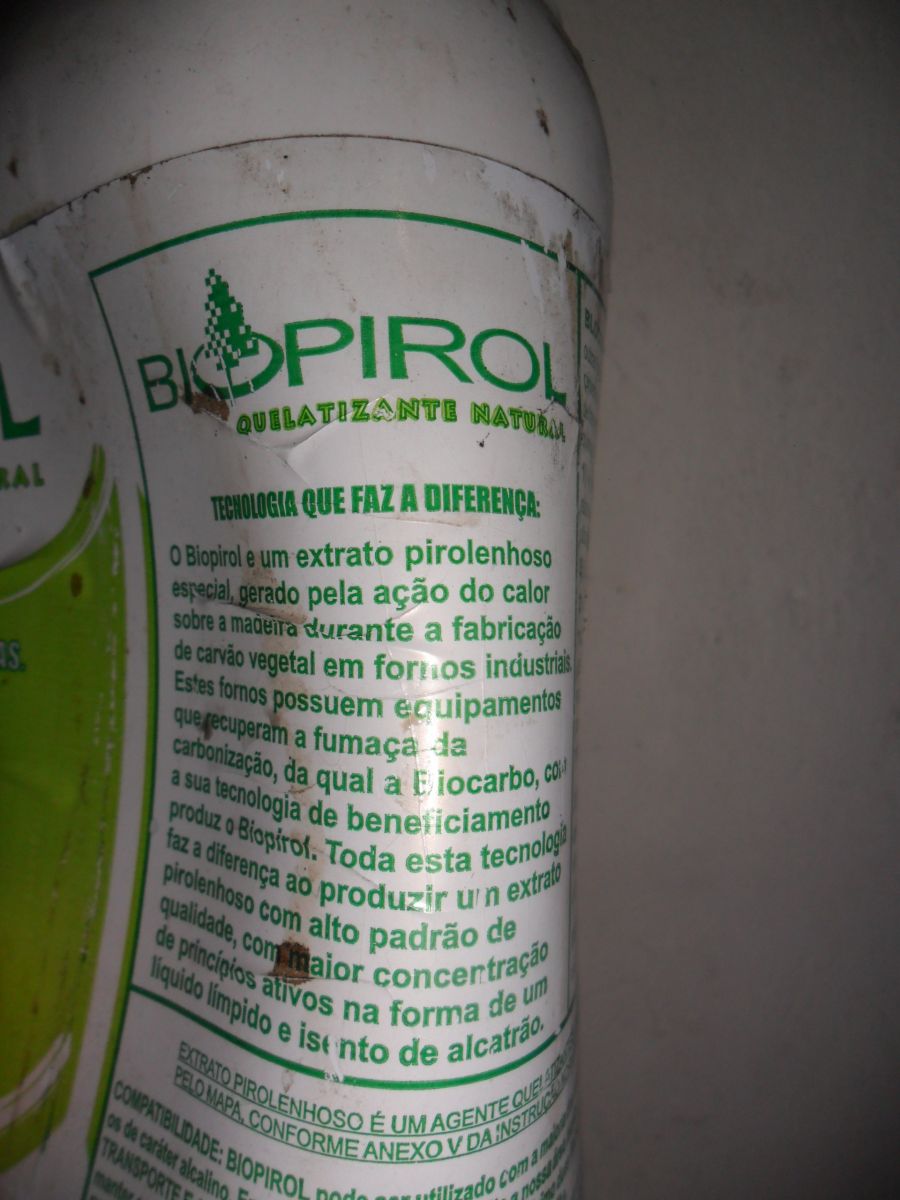 BIOPIROL
QUELATIZANTE NATURAL
TECNOLOGIA QUE FAZ A DIFERENÇA:
O Biopirol e um extrato pirolenhoso
especial, gerado pela ação do calor
sobre a madeira durante a fabricação
de carvão vegetal em fornos industriais.
Estes fornos possuem equipamentos
que recuperam a fumaça da
carbonização, da qual a Biocarbo, com
a sua tecnologia de beneficiamento
produz o Biopirol. Toda esta tecnologia
faz a diferença ao produzir um extrato
pirolenhoso com alto padrão de
qualidade, com maior concentração
de princípios ativos na forma de um
líquido límpido e isento de alcatrão.
EXTRATO PIROLENHOSO É UM AGENTE
PELO MAPA, CONFORME ANEXO V DA INSTRUÇÃO
COMPATIBILIDADE: BIOPIROL pode ser utilizado com a
os de caráter alcalino.
TRANSPORTE E
L
RAL
as.